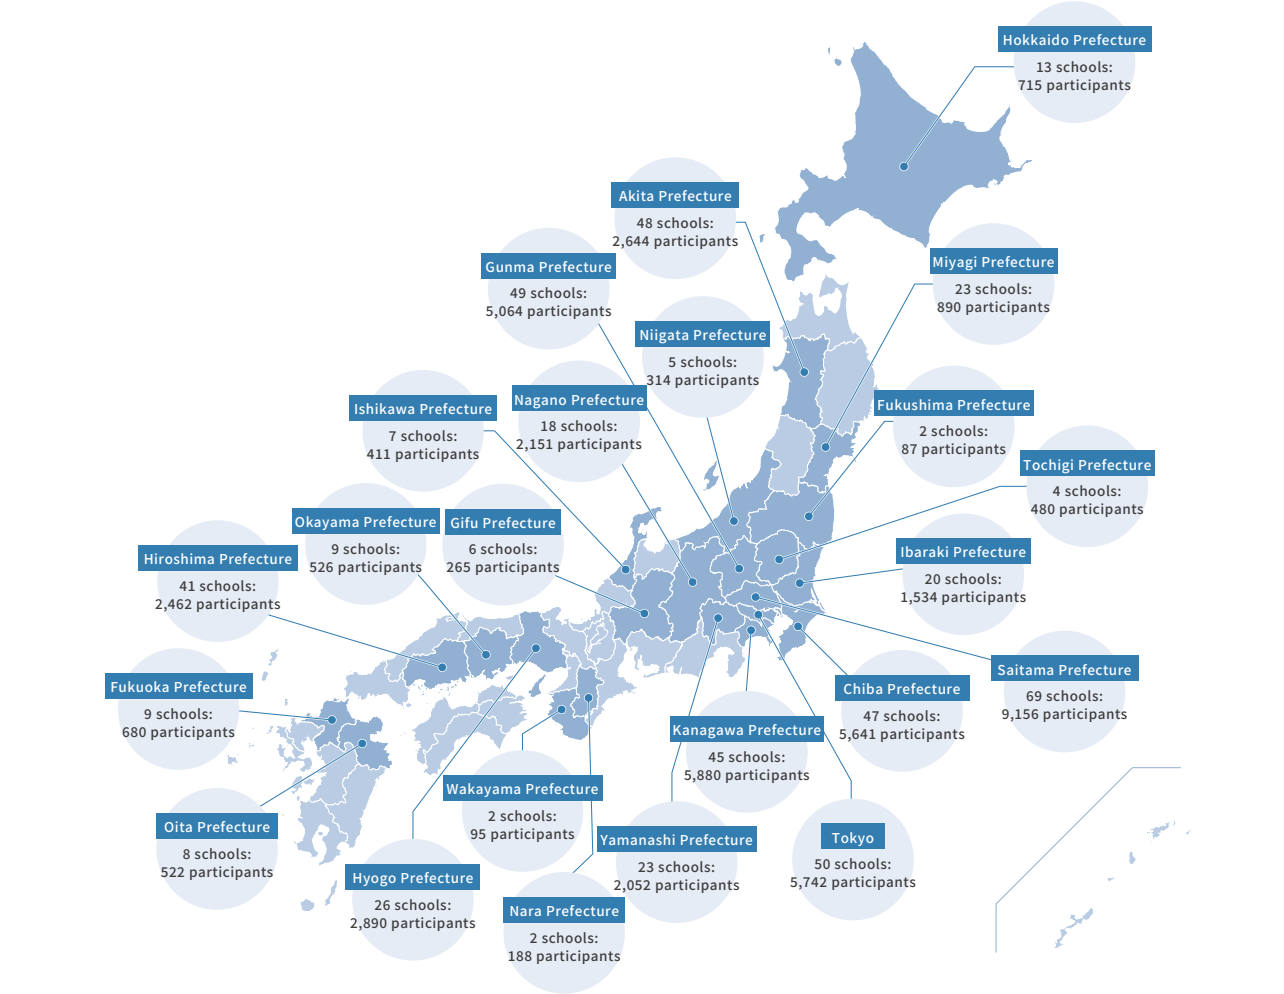 Hokkaido Prefecture
13 schools:
715 participants
Akita Prefecture
48 schools:
2,644 participants
Miyagi Prefecture
23 schools:
890 participants
Gunma Prefecture
49 schools:
5,064 participants
Niigata Prefecture
5 schools:
314 participants
Nagano Prefecture
18 schools:
2,151 participants
Ishikawa Prefecture
7 schools:
411 participants
Fukushima Prefecture
2 schools:
87 participants
Tochigi Prefecture
4 schools:
480 participants
Okayama Prefecture
9 schools:
526 participants
Gifu Prefecture
6 schools:
265 participants
Hiroshima Prefecture
41 schools:
2,462 participants
Ibaraki Prefecture
20 schools:
1,534 participants
Saitama Prefecture
69 schools:
9,156 participants
Fukuoka Prefecture
9 schools:
680 participants
Chiba Prefecture
47 schools:
5,641 participants
Kanagawa Prefecture
45 schools:
5,880 participants
Wakayama Prefecture
2 schools:
95 participants
Oita Prefecture
8 schools:
522 participants
Yamanashi Prefecture
23 schools:
2,052 participants
Tokyo
50 schools:
5,742 participants
Hyogo Prefecture
26 schools:
2,890 participants
Nara Prefecture
2 schools:
188 participants